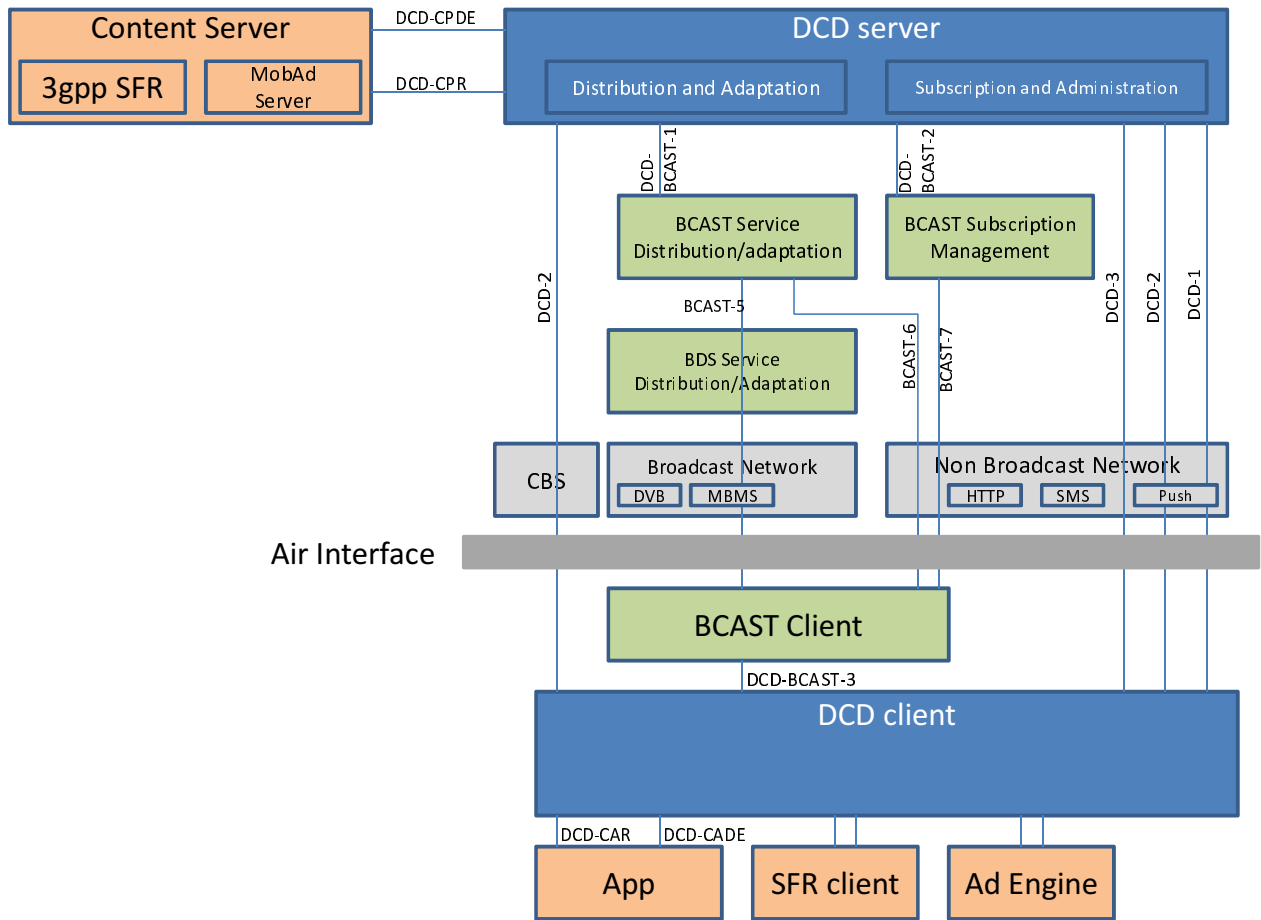 Content Server
3gpp SFR
MobAd
Server
DCD-CPDE
DCD-CPR
DCD server
Distribution and Adaptation
Subscription and Administration
DCD-
BCAST-1
DCD-
BCAST-2
BCAST Service
Distribution/adaptation
BCAST Subscription
Management
DCD-2
DCD-3
DCD-2
DCD-1
BCAST-5
BCAST-6
BCAST-7
BDS Service
Distribution/Adaptation
CBS
Broadcast Network
DVB
MBMS
Non Broadcast Network
HTTP
SMS
Push
Air Interface
BCAST Client
DCD-BCAST-3
DCD client
DCD-CAR
DCD-CADE
App
SFR client
Ad Engine